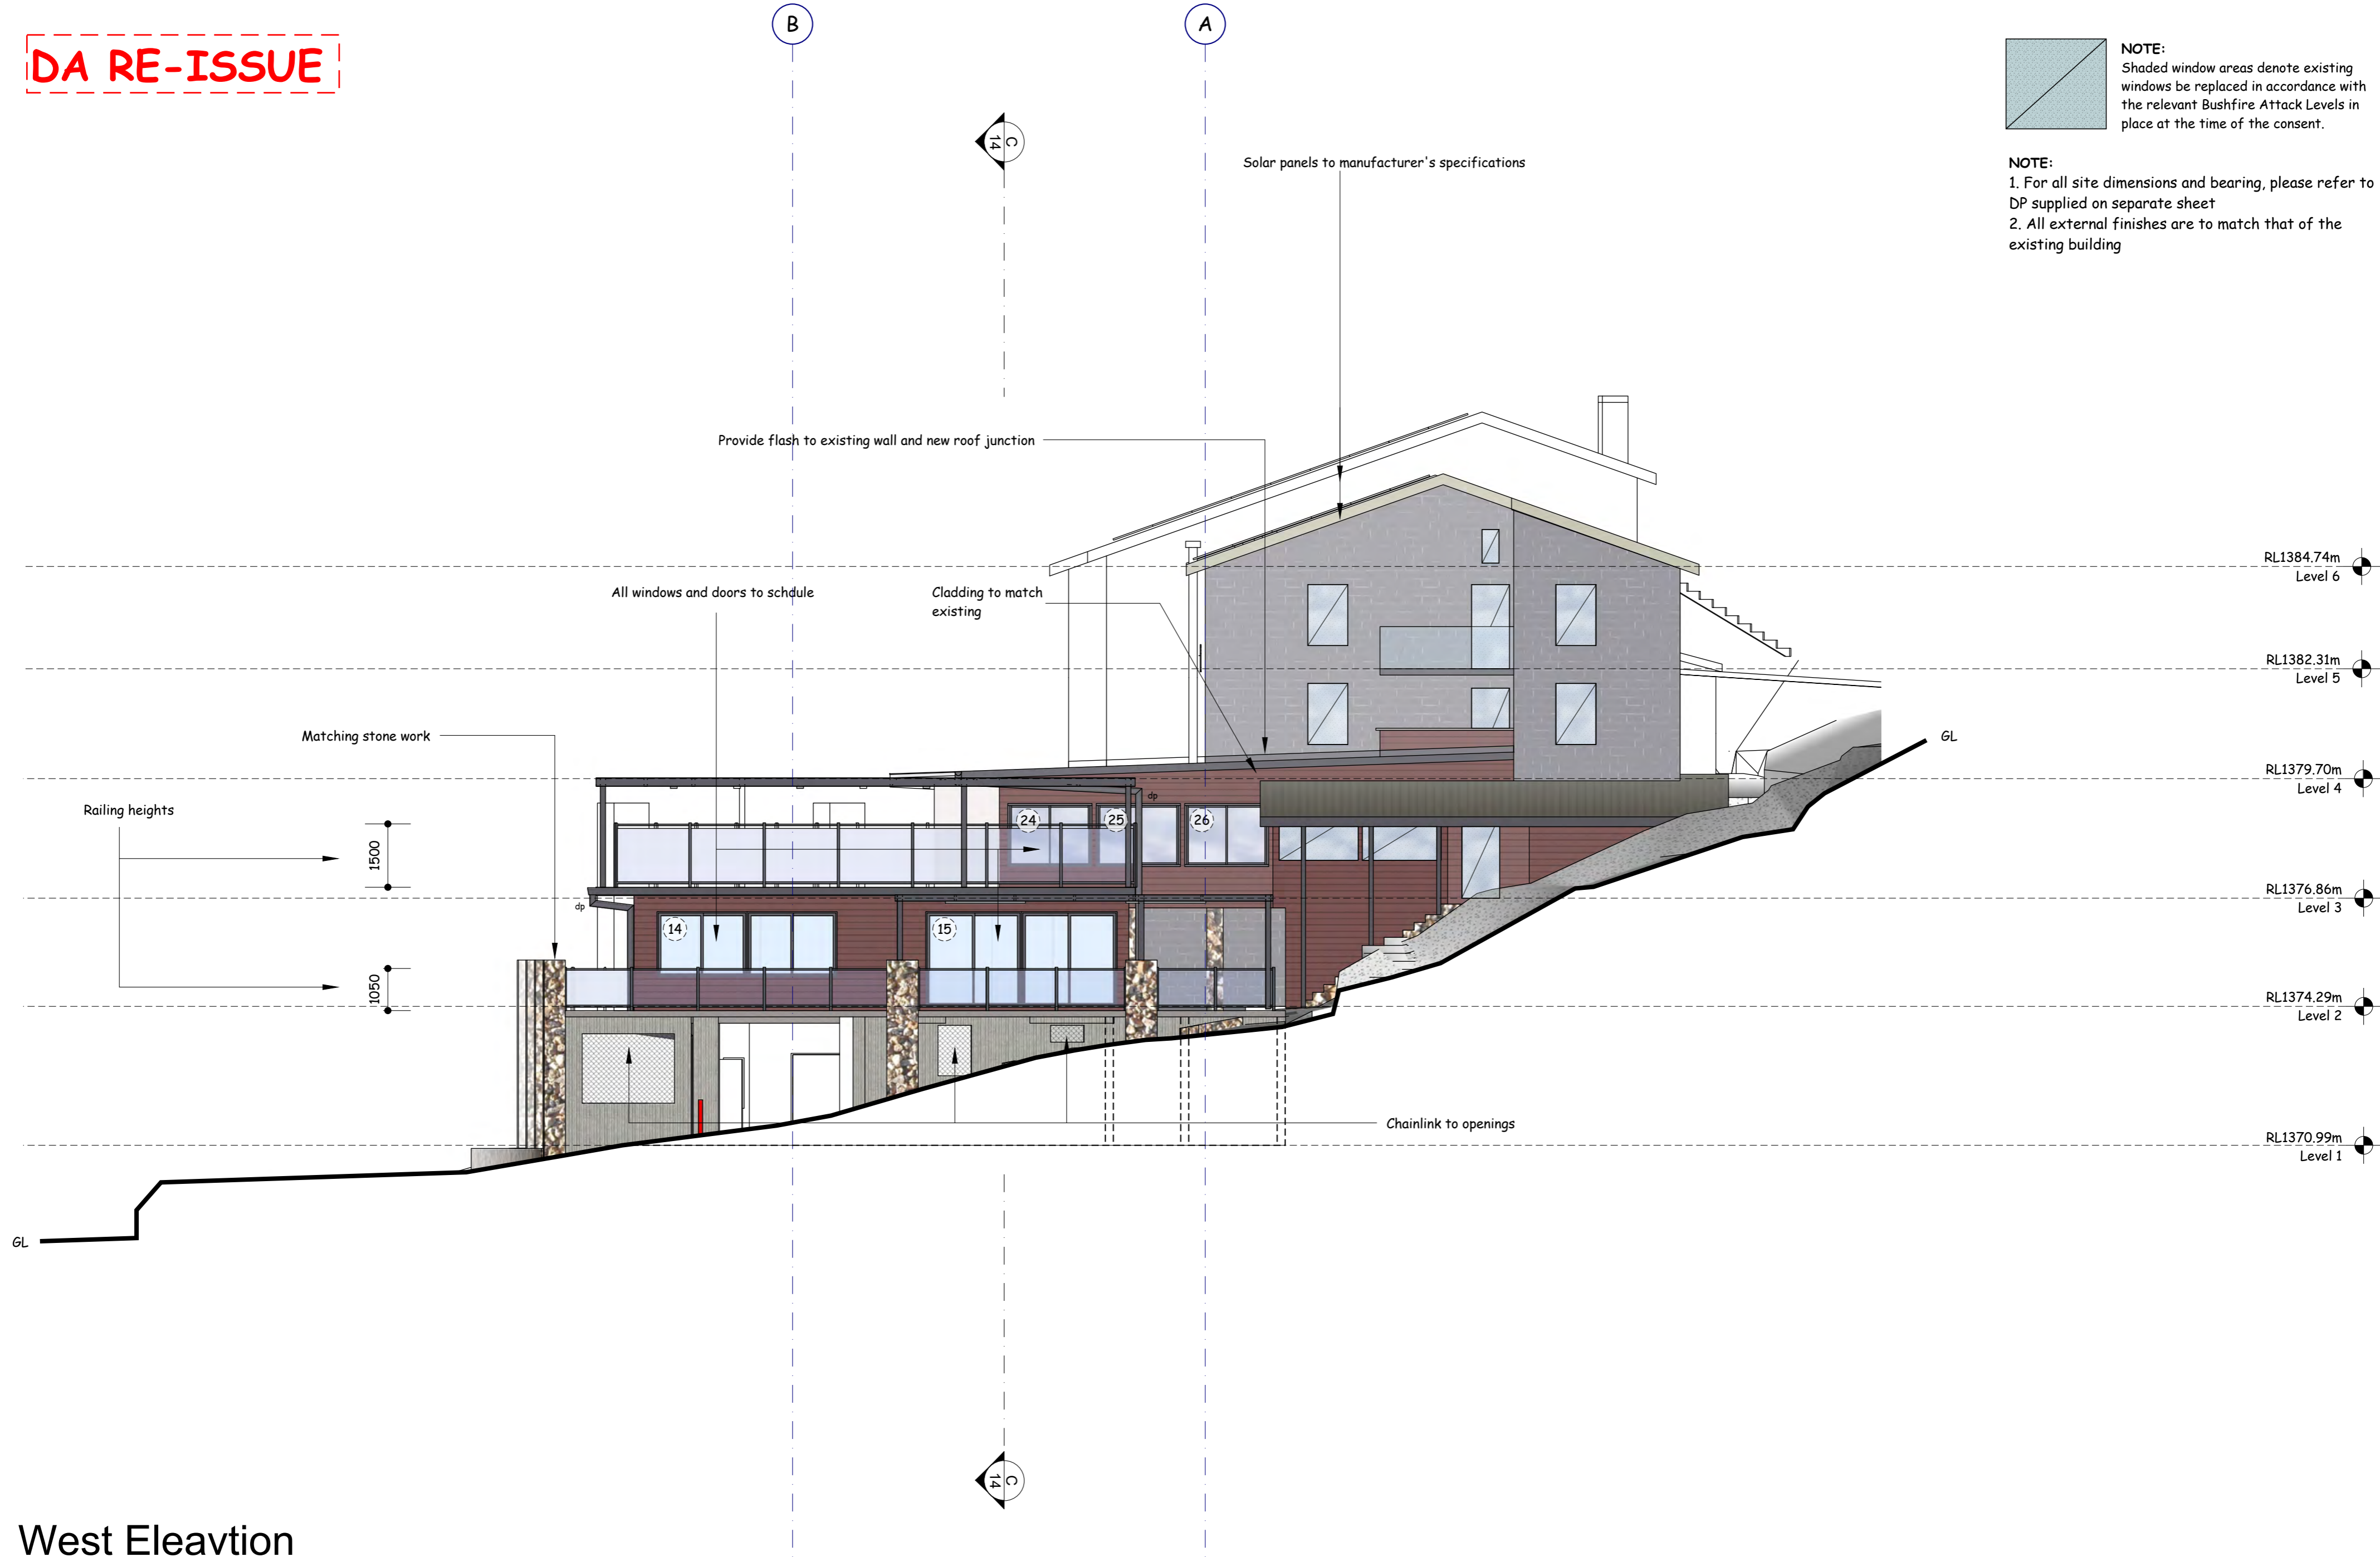 B
A
DA RE-ISSUE
NOTE:
Shaded window areas denote existing
windows be replaced in accordance with
the relevant Bushfire Attack Levels in
place at the time of the consent.
C
14
Solar panels to manufacturer's specifications
NOTE:
1. For all site dimensions and bearing, please refer to
DP supplied on separate sheet
2. All external finishes are to match that of the
existing building
Provide flash to existing wall and new roof junction
RL1384.74m
Level 6
All windows and doors to schdule
Cladding to match
existing
RL1382.31m
Level 5
Matching stone work
GL
RL1379.70m
Level 4
Railing heights
dp
24
25
26
1500
RL1376.86m
Level 3
dp
14
15
1050
RL1374.29m
Level 2
Chainlink to openings
RL1370.99m
Level 1
GL
C
14
West Eleavtion